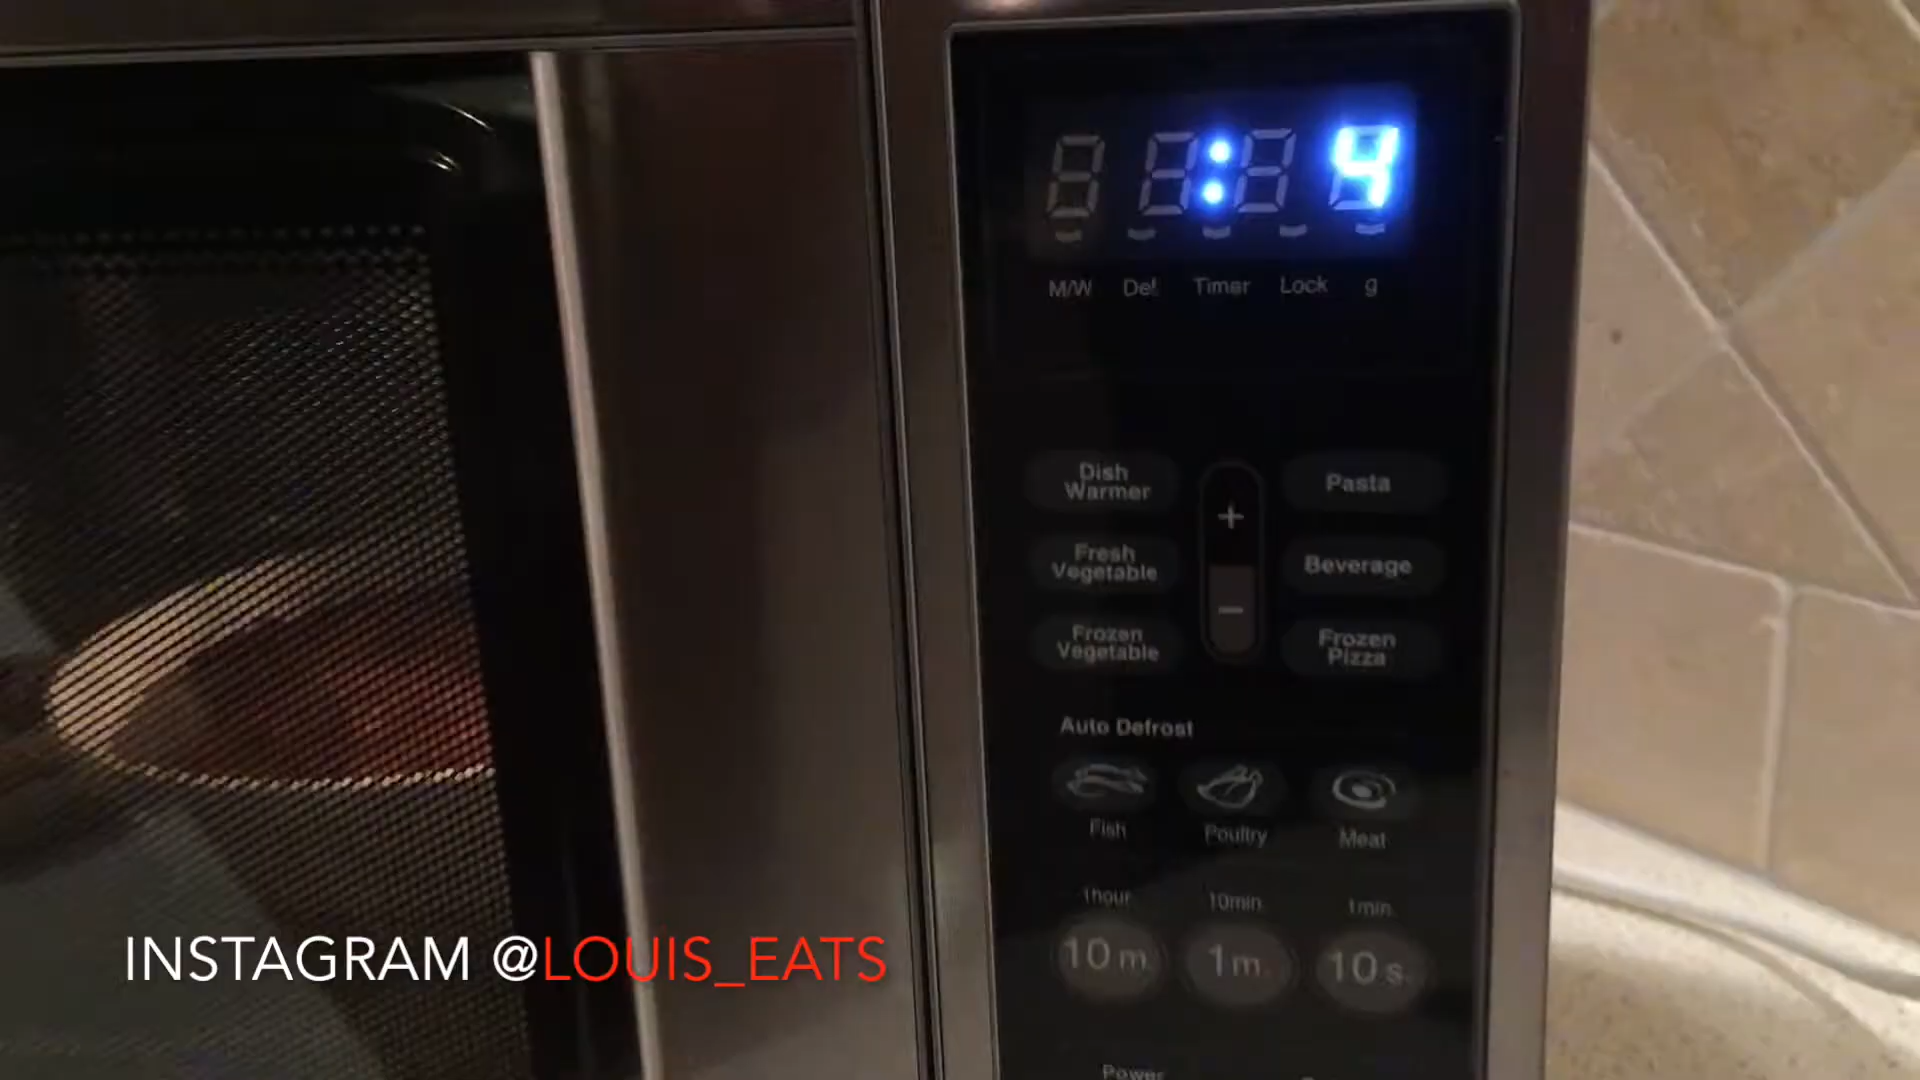 : 4
M/W Def Timer Lock g
Dish
Warmer
+
Pasta
Fresh
Vegetable
Beverage
-
Frozen
Vegetable
Frozen
Pizza
Auto Defrost
Fish Poultry Meat
1hour 10min. 1min.
10 m. 1 m. 10 s.
Power
INSTAGRAM @LOUIS_EATS